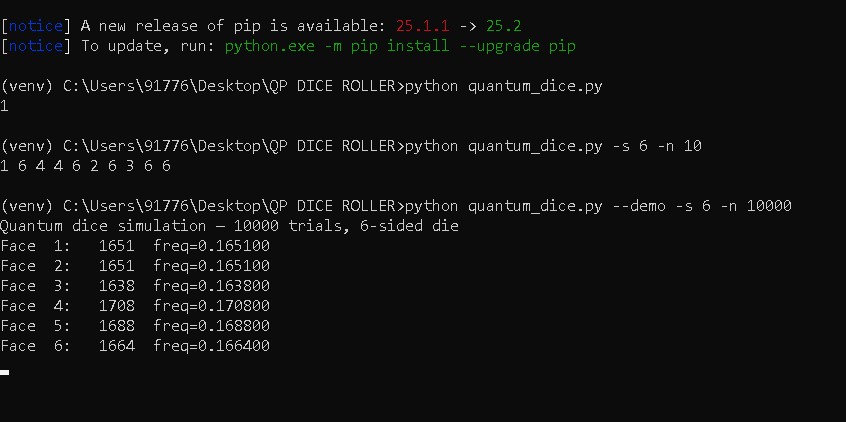 [notice] A new release of pip is available: 25.1.1 -> 25.2
[notice] To update, run: python.exe -m pip install --upgrade pip
(venv) C:\Users\91776\Desktop\QP DICE ROLLER>python quantum_dice.py
1
(venv) C:\Users\91776\Desktop\QP DICE ROLLER>python quantum_dice.py -s 6 -n 10
1 6 4 4 6 2 6 3 6 6
(venv) C:\Users\91776\Desktop\QP DICE ROLLER>python quantum_dice.py --demo -s 6 -n 10000
Quantum dice simulation — 10000 trials, 6-sided die
Face  1:   1651  freq=0.165100
Face  2:   1651  freq=0.165100
Face  3:   1638  freq=0.163800
Face  4:   1708  freq=0.170800
Face  5:   1688  freq=0.168800
Face  6:   1664  freq=0.166400